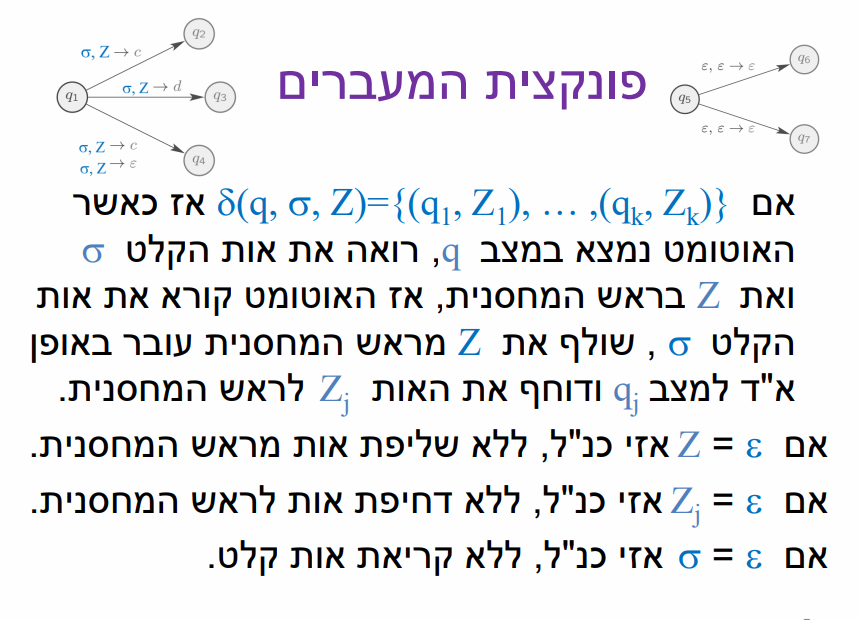 פונקצית המעברים
q1
σ, Z → c
q2
σ, Z → d
q3
σ, Z → c
σ, Z → ε
q4
q5
ε, ε → ε
q6
ε, ε → ε
q7
אם δ(q, σ, Z)={(q1, Z1), … ,(qk, Zk)} אז כאשר
האוטומט נמצא במצב q, רואה את אות הקלט σ
ואת Z בראש המחסנית, אז האוטומט קורא את אות
הקלט σ , שולף את Z מראש המחסנית עובר באופן
א"ד למצב qj ודוחף את האות Zj לראש המחסנית.
אם Z = ε אזי כנ"ל, ללא שליפת אות מראש המחסנית.
אם Zj = ε אזי כנ"ל, ללא דחיפת אות לראש המחסנית.
אם σ = ε אזי כנ"ל, ללא קריאת אות קלט.